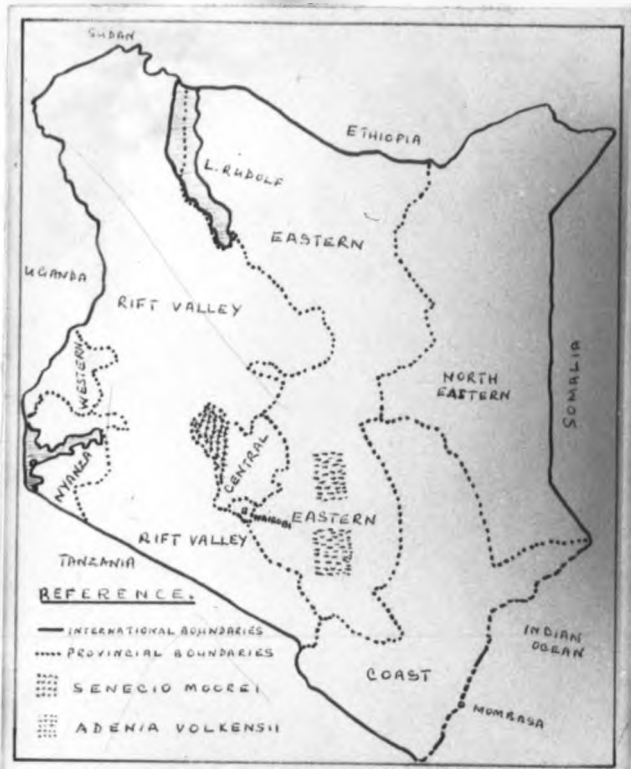 SUDAN
ETHIOPIA
L. RUDOLF
EASTERN
UGANDA
RIFT VALLEY
WESTERN
NORTH
EASTERN
SOMALIA
NYANZA
CENTRAL
NAIROBI
EASTERN
RIFT VALLEY
TANZANIA
REFERENCE.
INTERNATIONAL BOUNDARIES
PROVINCIAL BOUNDARIES
SENECIO MOOREI
ADENIA VOLKENSII
INDIAN
OCEAN
COAST
MOMBASA